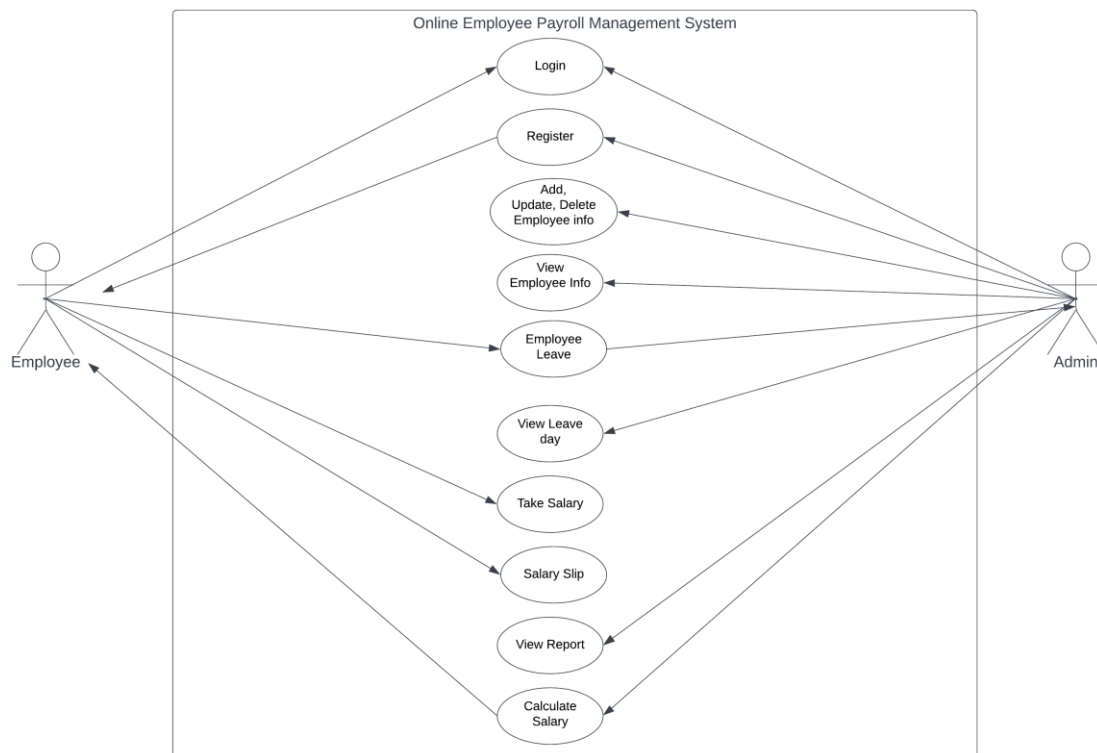 Online Employee Payroll Management System
Login
Register
Add,
Update, Delete
Employee info
View
Employee Info
Employee
Leave
Employee
Admin
View Leave
day
Take Salary
Salary Slip
View Report
Calculate
Salary